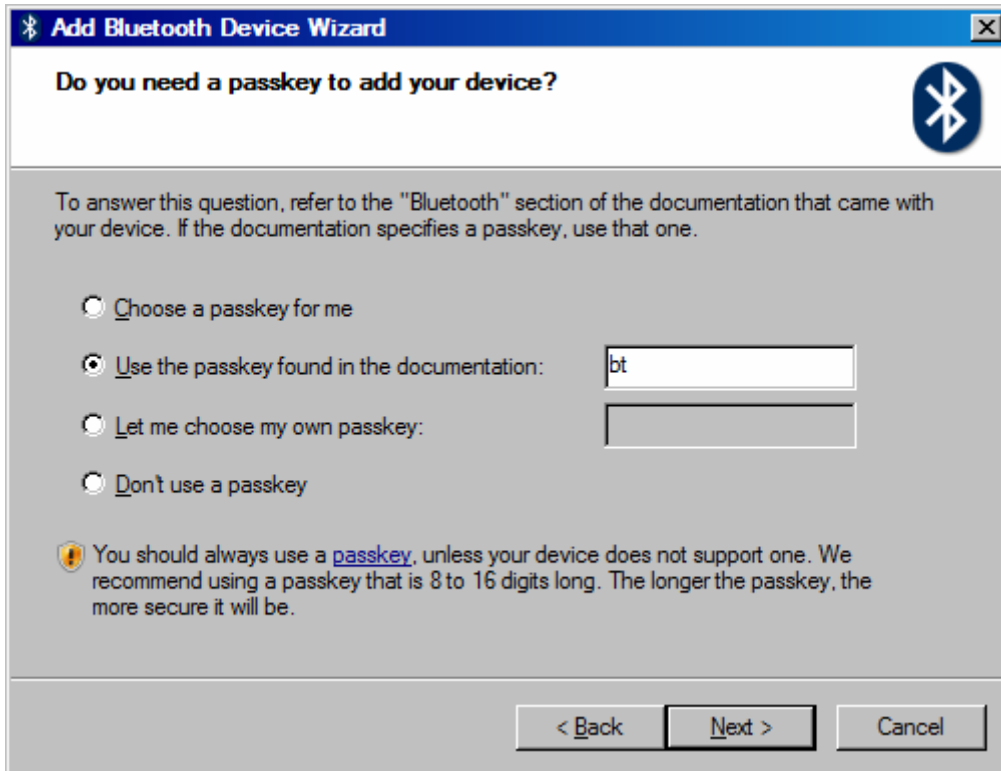 Add Bluetooth Device Wizard
Do you need a passkey to add your device?
To answer this question, refer to the "Bluetooth" section of the documentation that came with
your device. If the documentation specifies a passkey, use that one.
Choose a passkey for me
Use the passkey found in the documentation: bt
Let me choose my own passkey:
Don't use a passkey
You should always use a passkey, unless your device does not support one. We
recommend using a passkey that is 8 to 16 digits long. The longer the passkey, the
more secure it will be.
< Back Next > Cancel